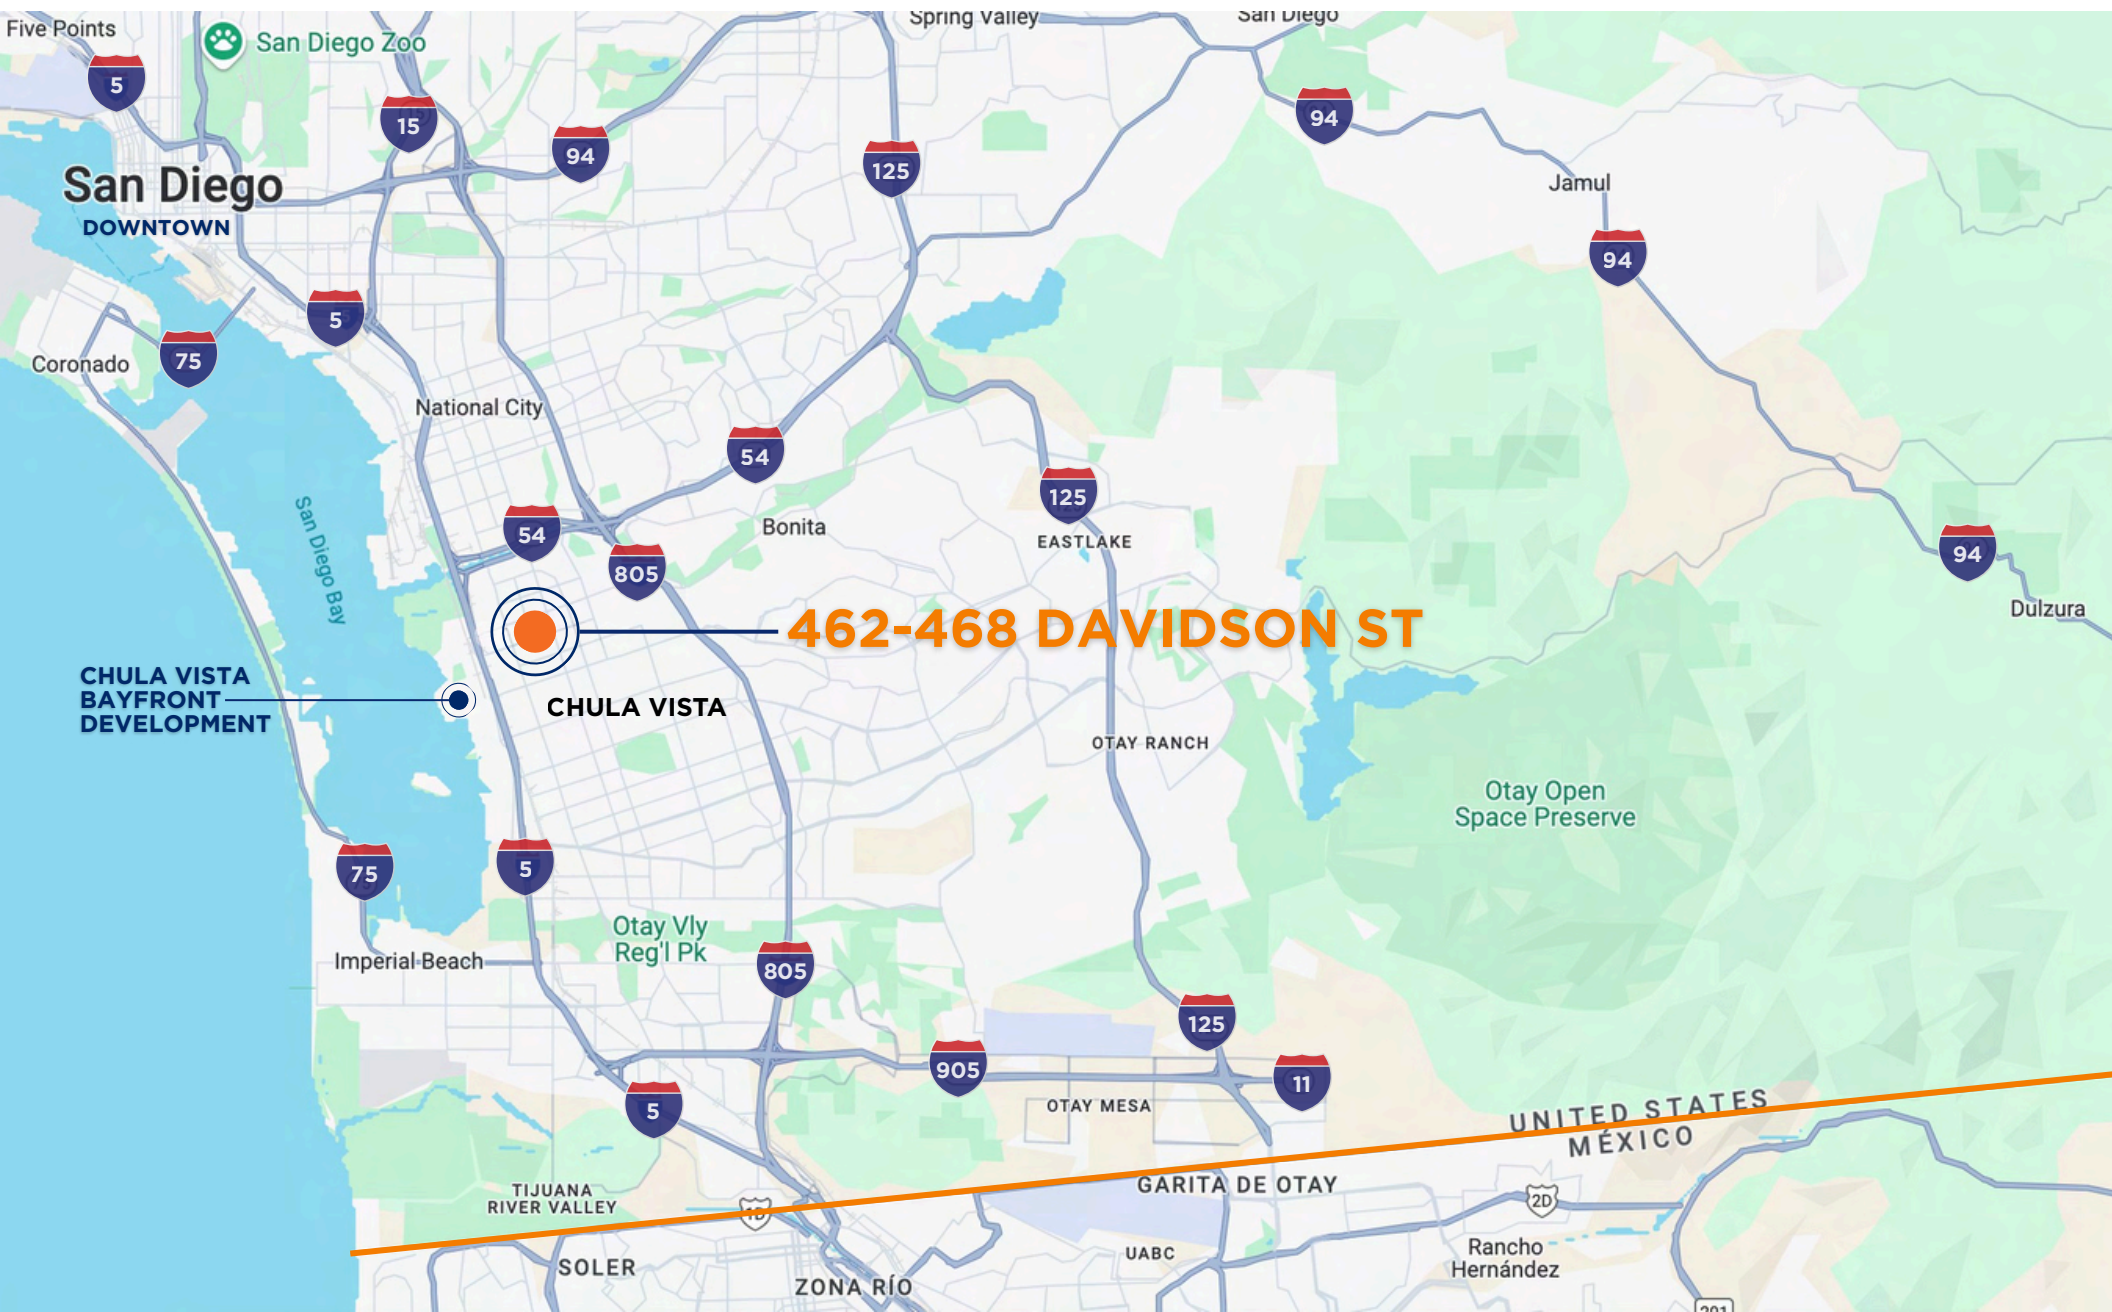 Five Points
San Diego Zoo
Spring Valley
San Diego
5
15
94
125
94
San Diego
DOWNTOWN
Jamul
94
5
75
Coronado
National City
54
125
San Diego Bay
54
Bonita
EASTLAKE
94
805
Dulzura
462-468 DAVIDSON ST
CHULA VISTA
BAYFRONT
DEVELOPMENT
CHULA VISTA
OTAY RANCH
Otay Open
Space Preserve
75
5
Otay Vly
Reg'l Pk
Imperial Beach
805
125
905
11
5
OTAY MESA
UNITED STATES
MÉXICO
TIJUANA
RIVER VALLEY
1D
GARITA DE OTAY
2D
SOLER
UABC
Rancho
Hernández
ZONA RÍO
201